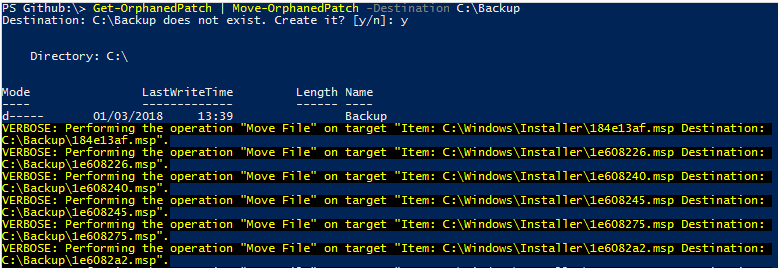 PS Github:\> Get-OrphanedPatch | Move-OrphanedPatch -Destination C:\Backup
Destination: C:\Backup does not exist. Create it? [y/n]: y
Directory: C:\
Mode LastWriteTime Length Name
---- ------------- ------ ----
d----- 01/03/2018 13:39 Backup
VERBOSE: Performing the operation "Move File" on target "Item: C:\Windows\Installer\184e13af.msp Destination:
C:\Backup\184e13af.msp".
VERBOSE: Performing the operation "Move File" on target "Item: C:\Windows\Installer\1e608226.msp Destination:
C:\Backup\1e608226.msp".
VERBOSE: Performing the operation "Move File" on target "Item: C:\Windows\Installer\1e608240.msp Destination:
C:\Backup\1e608240.msp".
VERBOSE: Performing the operation "Move File" on target "Item: C:\Windows\Installer\1e608245.msp Destination:
C:\Backup\1e608245.msp".
VERBOSE: Performing the operation "Move File" on target "Item: C:\Windows\Installer\1e608275.msp Destination:
C:\Backup\1e608275.msp".
VERBOSE: Performing the operation "Move File" on target "Item: C:\Windows\Installer\1e6082a2.msp Destination:
C:\Backup\1e6082a2.msp".